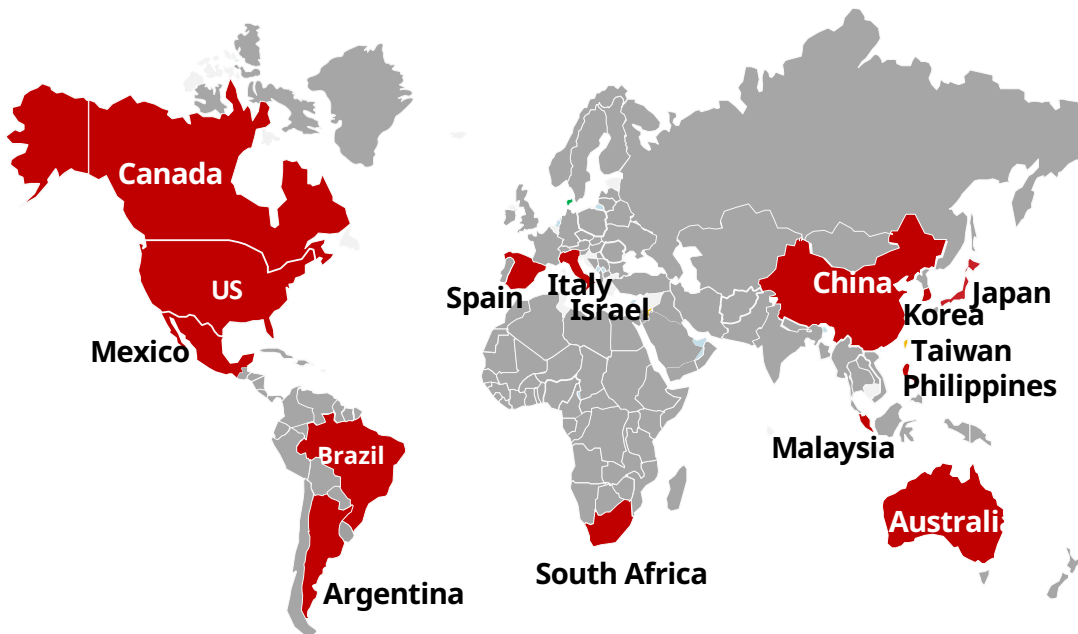 Canada
US
Mexico
Brazil
Argentina
Spain
Italy
Israel
South Africa
China
Japan
Korea
Taiwan
Philippines
Malaysia
Australia